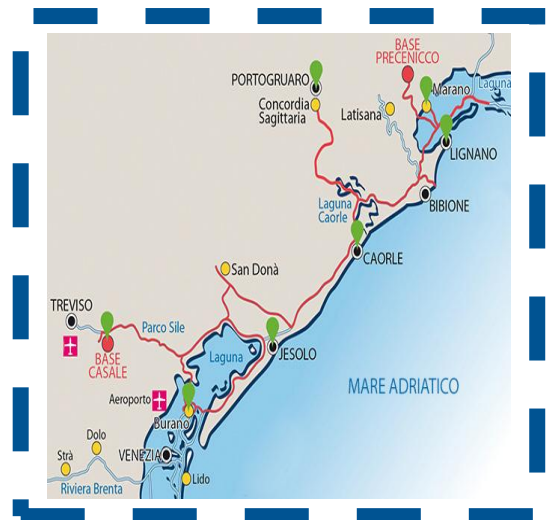 BASE
PRECENICCO
PORTOGRUARO
Concordia
Sagittaria
Latisana
Marano
Laguna
LIGNANO
BIBIONE
Laguna
Caorle
CAORLE
San Donà
TREVISO
Parco Sile
BASE
CASALE
Laguna
JESOLO
MARE ADRIATICO
Aeroporto
Burano
Dolo
Strà
VENEZIA
Lido
Riviera Brenta